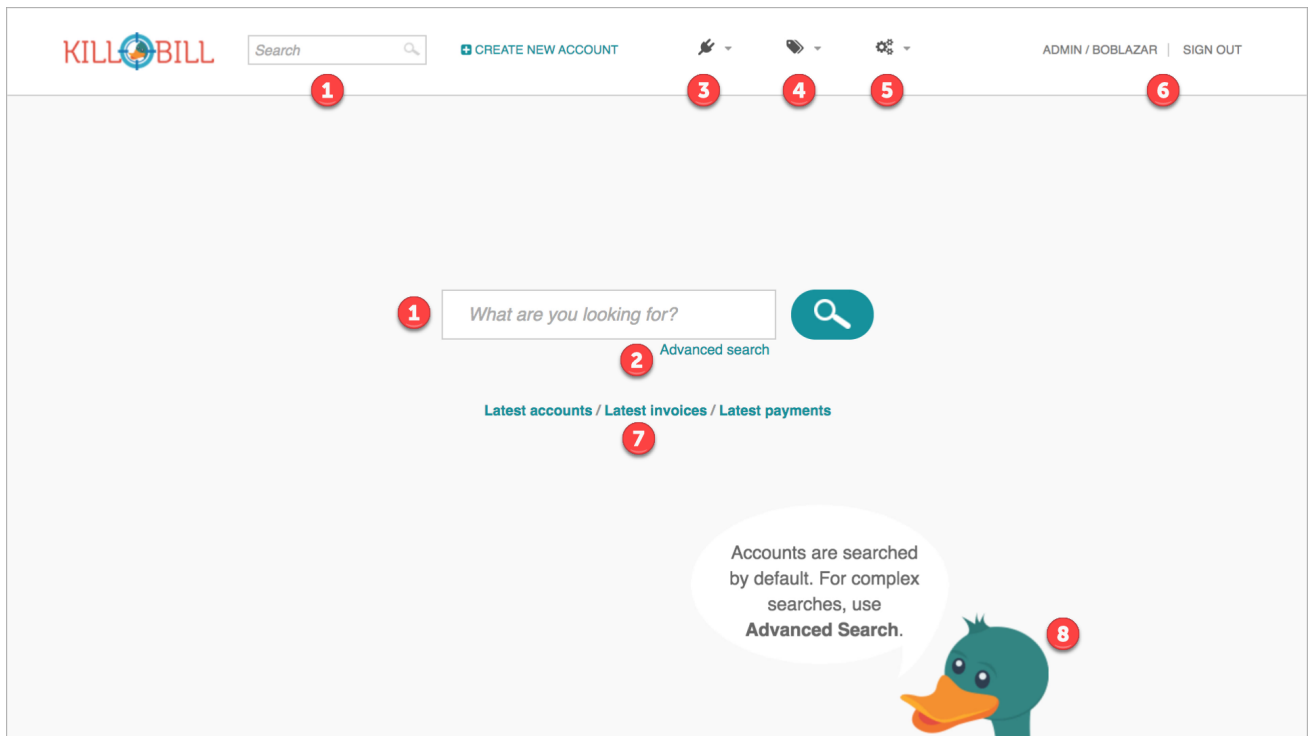 KILL BILL
Search
CREATE NEW ACCOUNT
ADMIN / BOBLAZAR | SIGN OUT
1
3
4
5
6
1
What are you looking for?
2
Advanced search
Latest accounts / Latest invoices / Latest payments
7
Accounts are searched
by default. For complex
searches, use
Advanced Search.
8